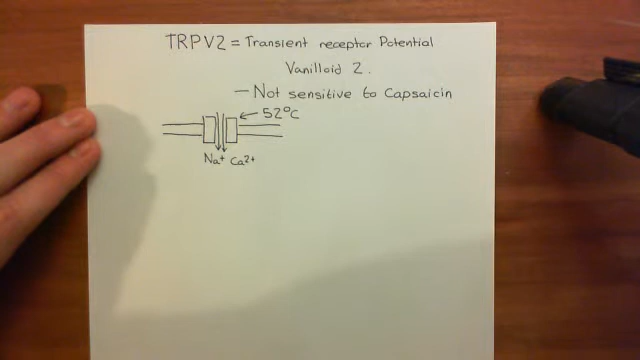 TRPV2 = Transient receptor Potential
Vanilloid 2.
— Not sensitive to Capsaicin
← 52°C
Na⁺ Ca²⁺